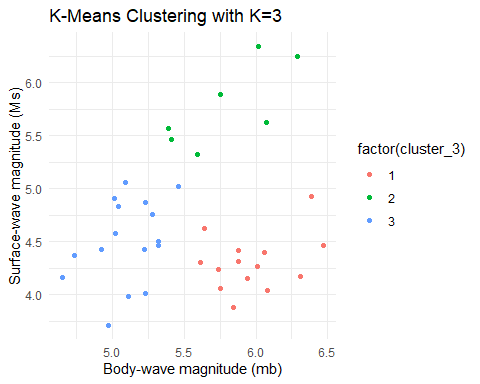 K-Means Clustering with K=3
Surface-wave magnitude (Ms)
6.0
5.5
5.0
4.5
4.0
5.0 5.5 6.0 6.5
Body-wave magnitude (mb)
factor(cluster_3)
1
2
3